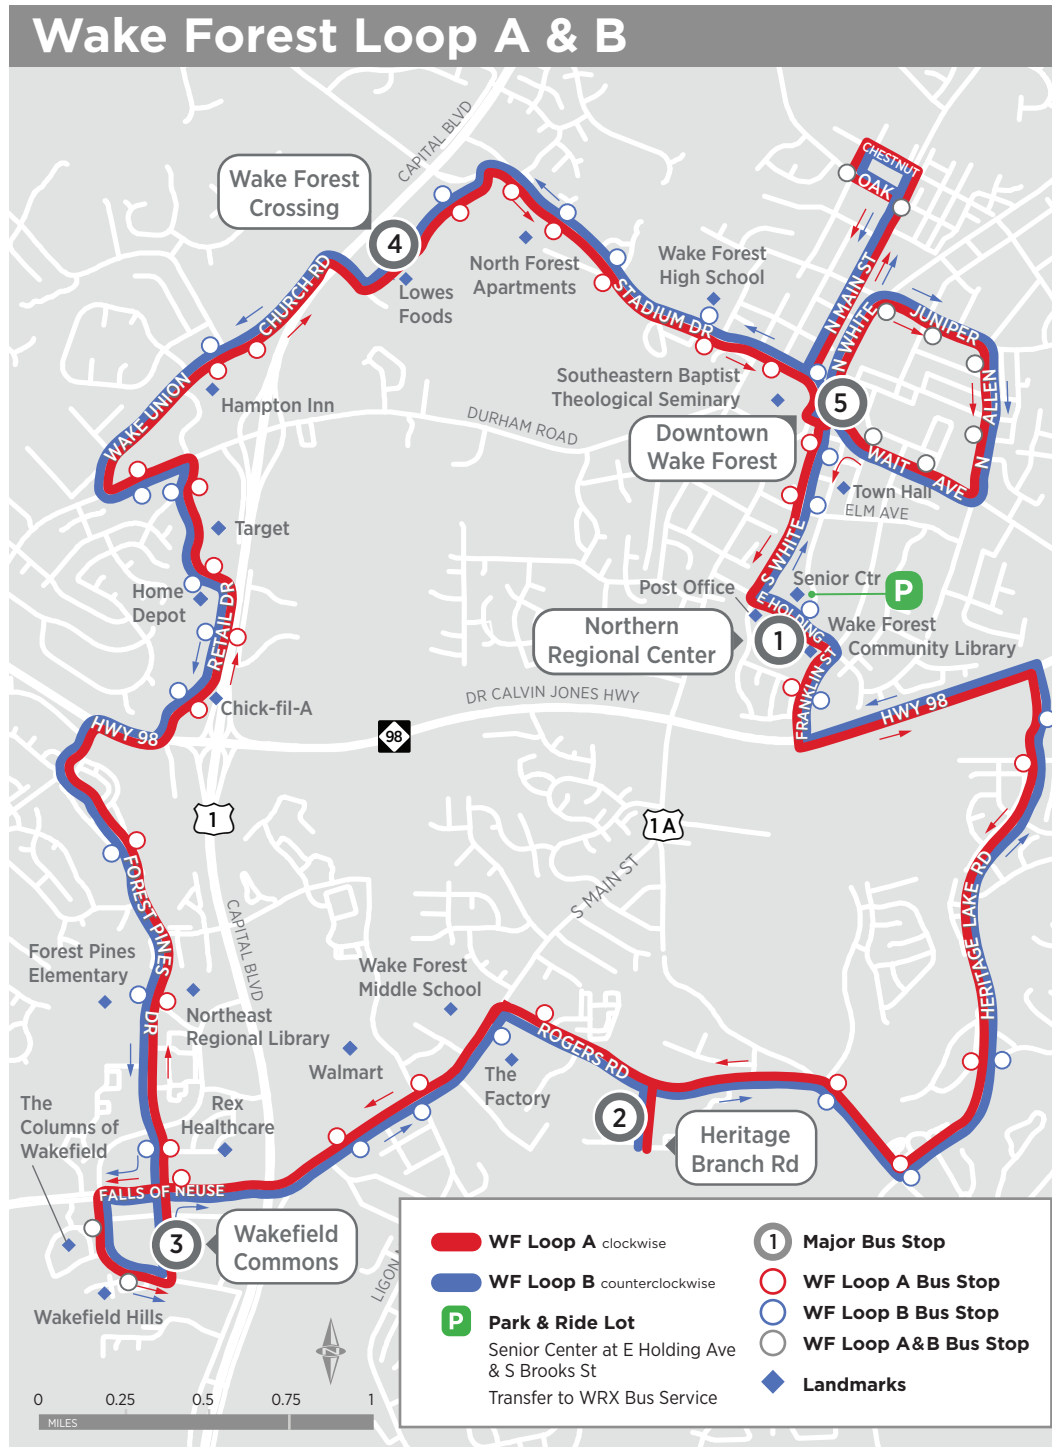 Wake Forest Loop A & B
CAPITAL BLVD
Wake Forest
Crossing
4
CHESTNUT
OAK
North Forest
Apartments
Wake Forest
High School
Lowes
Foods
CHURCH RD
STADIUM DR
N MAIN ST
N WHITE
JUNIPER
N ALLEN
WAKE UNION
Hampton Inn
Southeastern Baptist
Theological Seminary
5
DURHAM ROAD
Downtown
Wake Forest
WAIT AVE
Town Hall
ELM AVE
Target
S WHITE
Home
Depot
RETAIL DR
Post Office
Senior Ctr
P
E HOLDING
Northern
Regional Center
1
Wake Forest
Community Library
FRANKLIN ST
Chick-fil-A
DR CALVIN JONES HWY
HWY 98
HWY 98
98
1
1A
S MAIN ST
FOREST PINES DR
HERITAGE LAKE RD
CAPITAL BLVD
Forest Pines
Elementary
Wake Forest
Middle School
Northeast
Regional Library
ROGERS RD
Walmart
The
Factory
The
Columns of
Wakefield
Rex
Healthcare
2
Heritage
Branch Rd
FALLS OF NEUSE
3
Wakefield
Commons
LIGON
Wakefield Hills
WF Loop A clockwise
WF Loop B counterclockwise
P
Park & Ride Lot
Senior Center at E Holding Ave
& S Brooks St
Transfer to WRX Bus Service
1
Major Bus Stop
WF Loop A Bus Stop
WF Loop B Bus Stop
WF Loop A&B Bus Stop
Landmarks
0 0.25 0.5 0.75 1
MILES